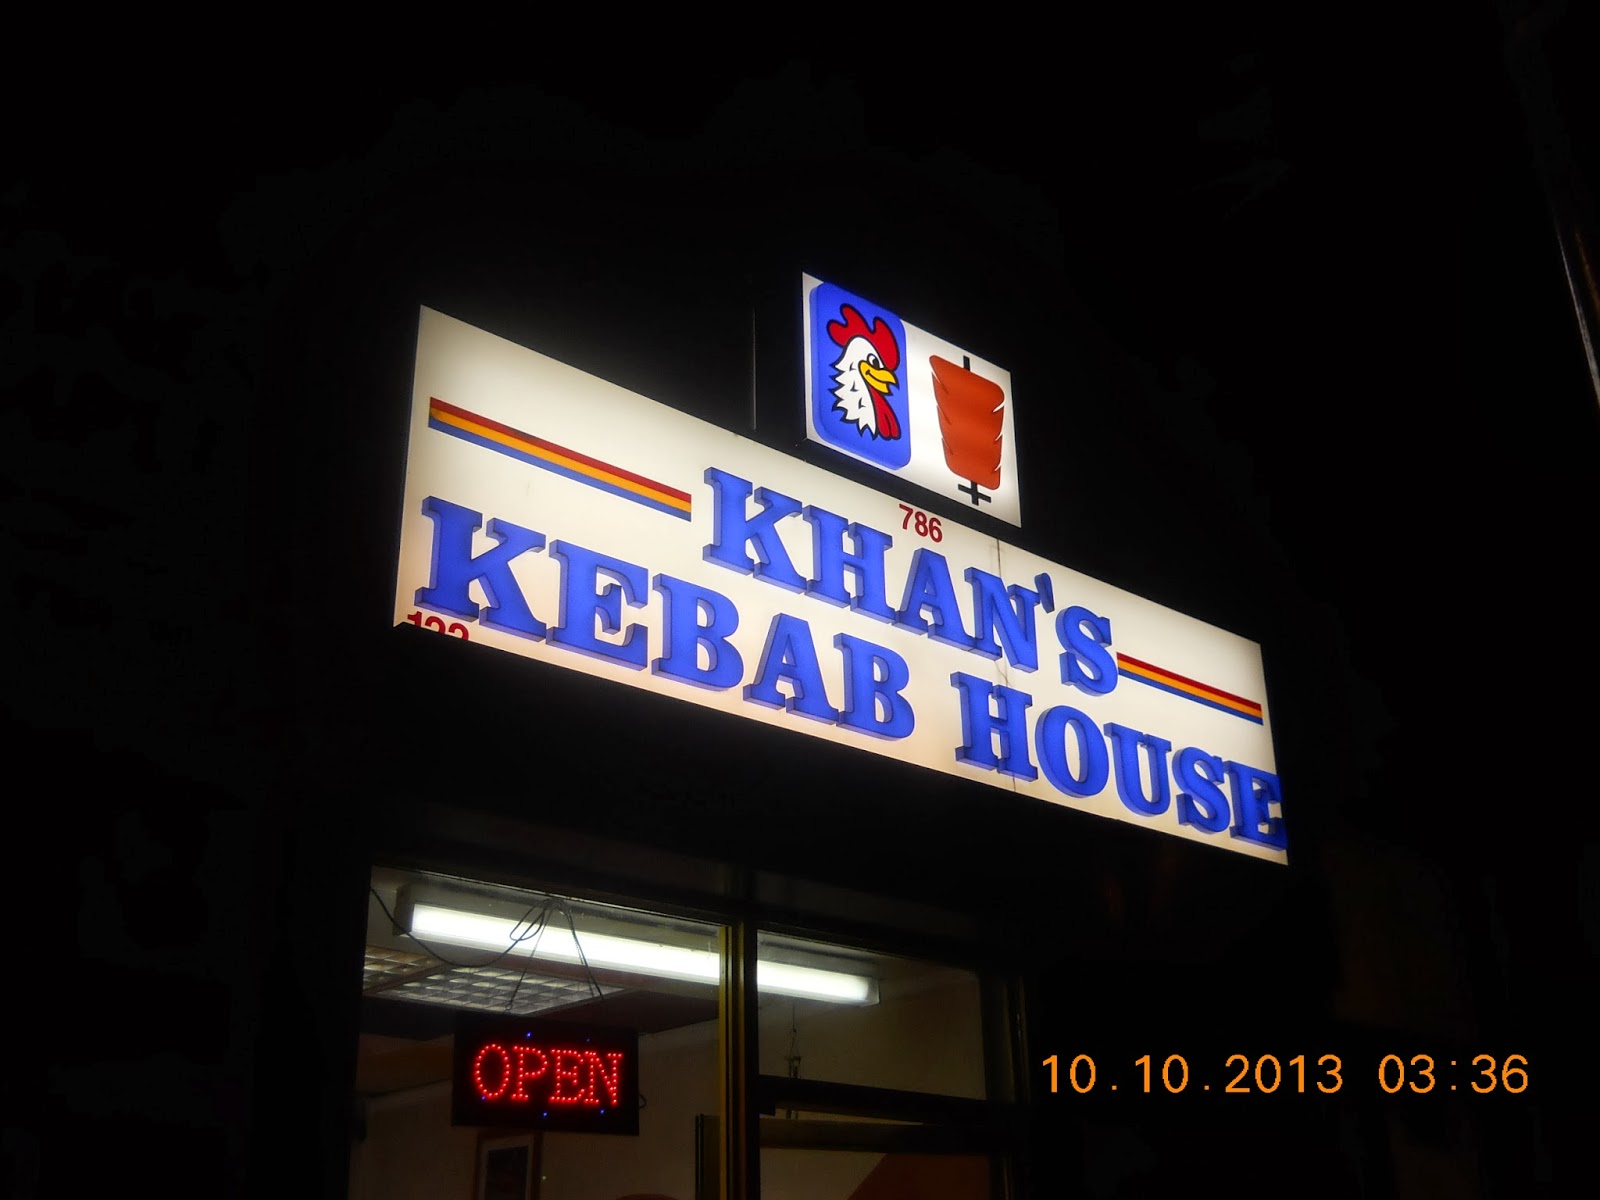 786
KHAN'S
KEBAB HOUSE
OPEN
10.10.2013 03:36